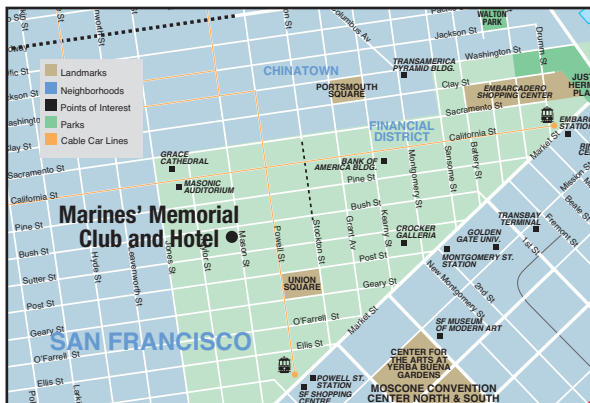 Pacific St
WALTON
PARK
Columbus Av
Jackson St
Drumm St
Washington St
TRANSAMERICA
PYRAMID BLDG.
Landmarks
Neighborhoods
Points of Interest
Parks
Cable Car Lines
CHINATOWN
PORTSMOUTH
SQUARE
Clay St
EMBARCADERO
SHOPPING CENTER
Sacramento St
FINANCIAL
DISTRICT
California St
Market St
GRACE
CATHEDRAL
MASONIC
AUDITORIUM
BANK OF
AMERICA BLDG.
Pine St
Montgomery St
Sansome St
Battery St
Mission St
Beale St
Fremont St
1st St
TRANSBAY
TERMINAL
Sacramento St
California St
Pine St
Bush St
Sutter St
Post St
Geary St
O'Farrell St
Ellis St
Marines' Memorial
Club and Hotel
Hyde St
Leavenworth St
Jones St
Taylor St
Mason St
Powell St
Stockton St
Grant Av
Kearny St
Bush St
CROCKER
GALLERIA
Post St
GOLDEN
GATE UNIV.
MONTGOMERY ST.
STATION
New Montgomery St
2nd St
UNION
SQUARE
Geary St
O'Farrell St
Market St
Ellis St
SAN FRANCISCO
SF MUSEUM
OF MODERN ART
CENTER FOR
THE ARTS AT
YERBA BUENA
GARDENS
MOSCONE CONVENTION
CENTER NORTH & SOUTH
POWELL ST.
STATION
SF SHOPPING
CENTRE